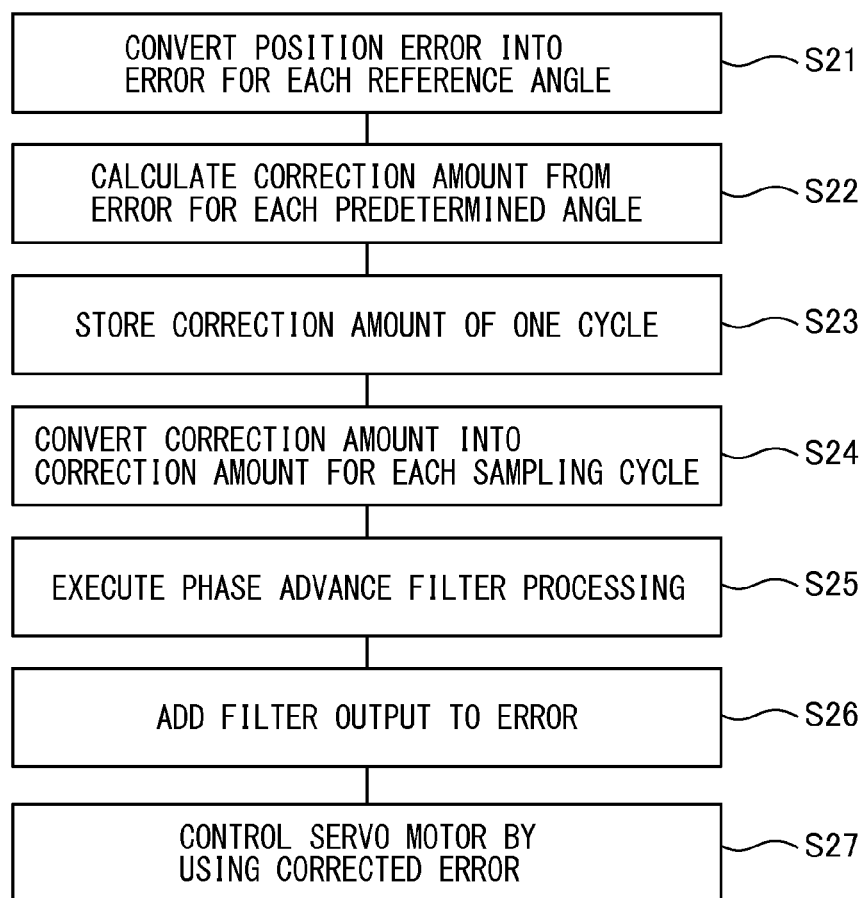 CONVERT POSITION ERROR INTO
ERROR FOR EACH REFERENCE ANGLE
S21
CALCULATE CORRECTION AMOUNT FROM
ERROR FOR EACH PREDETERMINED ANGLE
S22
STORE CORRECTION AMOUNT OF ONE CYCLE
S23
CONVERT CORRECTION AMOUNT INTO
CORRECTION AMOUNT FOR EACH SAMPLING CYCLE
S24
EXECUTE PHASE ADVANCE FILTER PROCESSING
S25
ADD FILTER OUTPUT TO ERROR
S26
CONTROL SERVO MOTOR BY
USING CORRECTED ERROR
S27